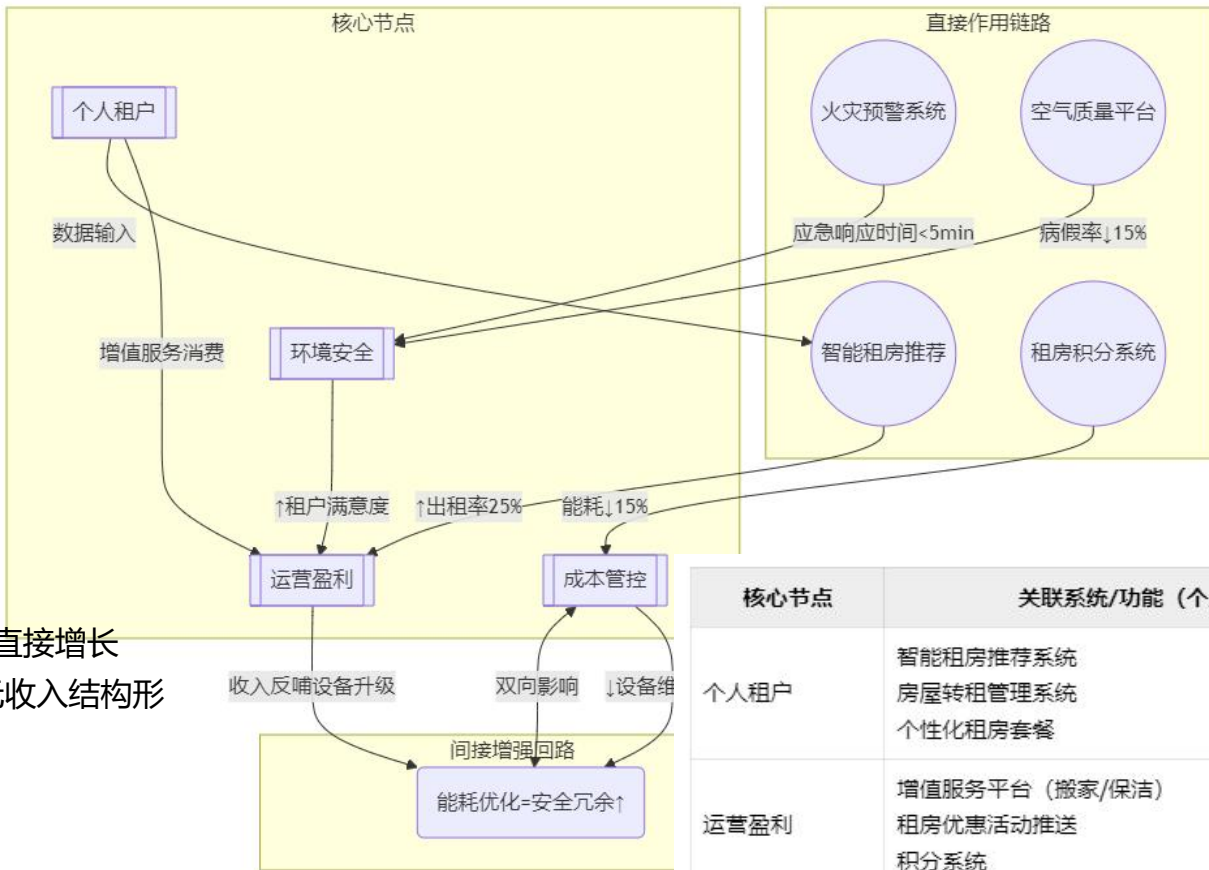 核心节点
直接作用链路
个人租户
火灾预警系统
空气质量平台
数据输入
应急响应时间<5min
病假率↓15%
增值服务消费
环境安全
智能租房推荐
租房积分系统
↑租户满意度
↑出租率25%
能耗↓15%
运营盈利
成本管控
直接增长
收入结构形
收入反哺设备升级
双向影响
↓设备维
间接增强回路
能耗优化=安全冗余↑
核心节点
关联系统/功能（个
个人租户
智能租房推荐系统
房屋转租管理系统
个性化租房套餐
运营盈利
增值服务平台（搬家/保洁）
租房优惠活动推送
积分系统